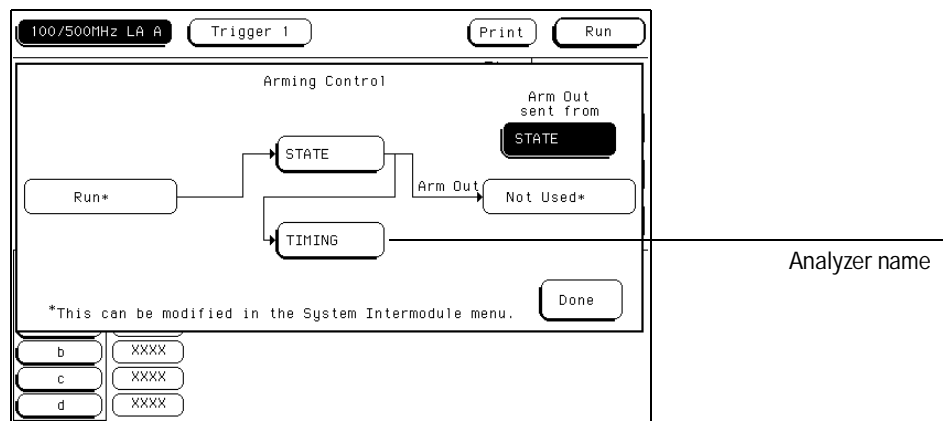 100/500MHz LA A
Trigger 1
Print
Run
Arming Control
Arm Out
sent from
STATE
STATE
Run*
Arm Out
Not Used*
TIMING
Analyzer name
Done
*This can be modified in the System Intermodule menu.
b
XXXX
c
XXXX
d
XXXX